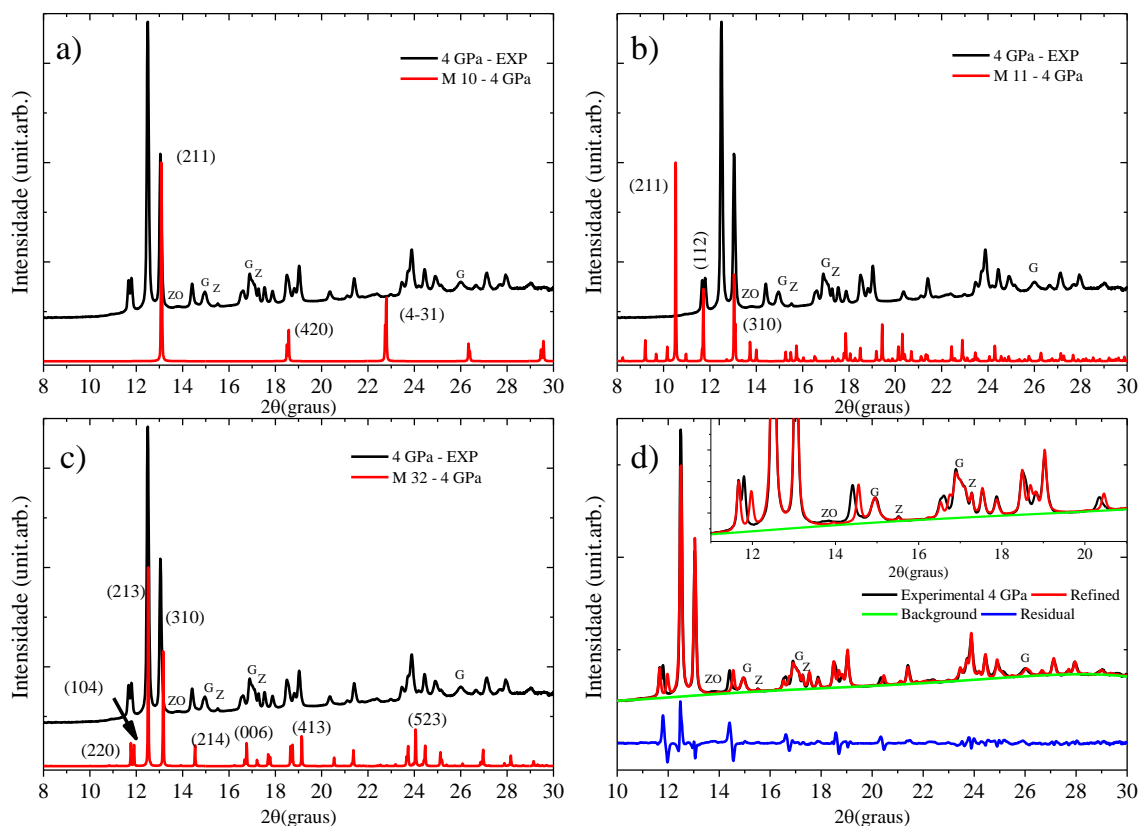 a)
4 GPa - EXP
M 10 - 4 GPa
(211)
ZO
G
Z
G
Z
G
(420)
(4-31)
Intensidade (unit.arb.)
8 10 12 14 16 18 20 22 24 26 28 30
2θ(graus)
b)
4 GPa - EXP
M 11 - 4 GPa
(211)
(112)
(310)
ZO
G
Z
G
Z
G
Intensidade (unit.arb.)
8 10 12 14 16 18 20 22 24 26 28 30
2θ(graus)
c)
4 GPa - EXP
M 32 - 4 GPa
(213)
(310)
(104)
(220)
ZO
G
Z
G
Z
G
(214)
(006)
(413)
(523)
Intensidade (unit.arb.)
8 10 12 14 16 18 20 22 24 26 28 30
2θ(graus)
d)
ZO
G
Z
G
Z
12 14 16 18 20
2θ(graus)
Experimental 4 GPa
Refined
Background
Residual
ZO
G
Z
G
Z
G
Intensidade (unit.arb.)
10 12 14 16 18 20 22 24 26 28 30
2θ(graus)